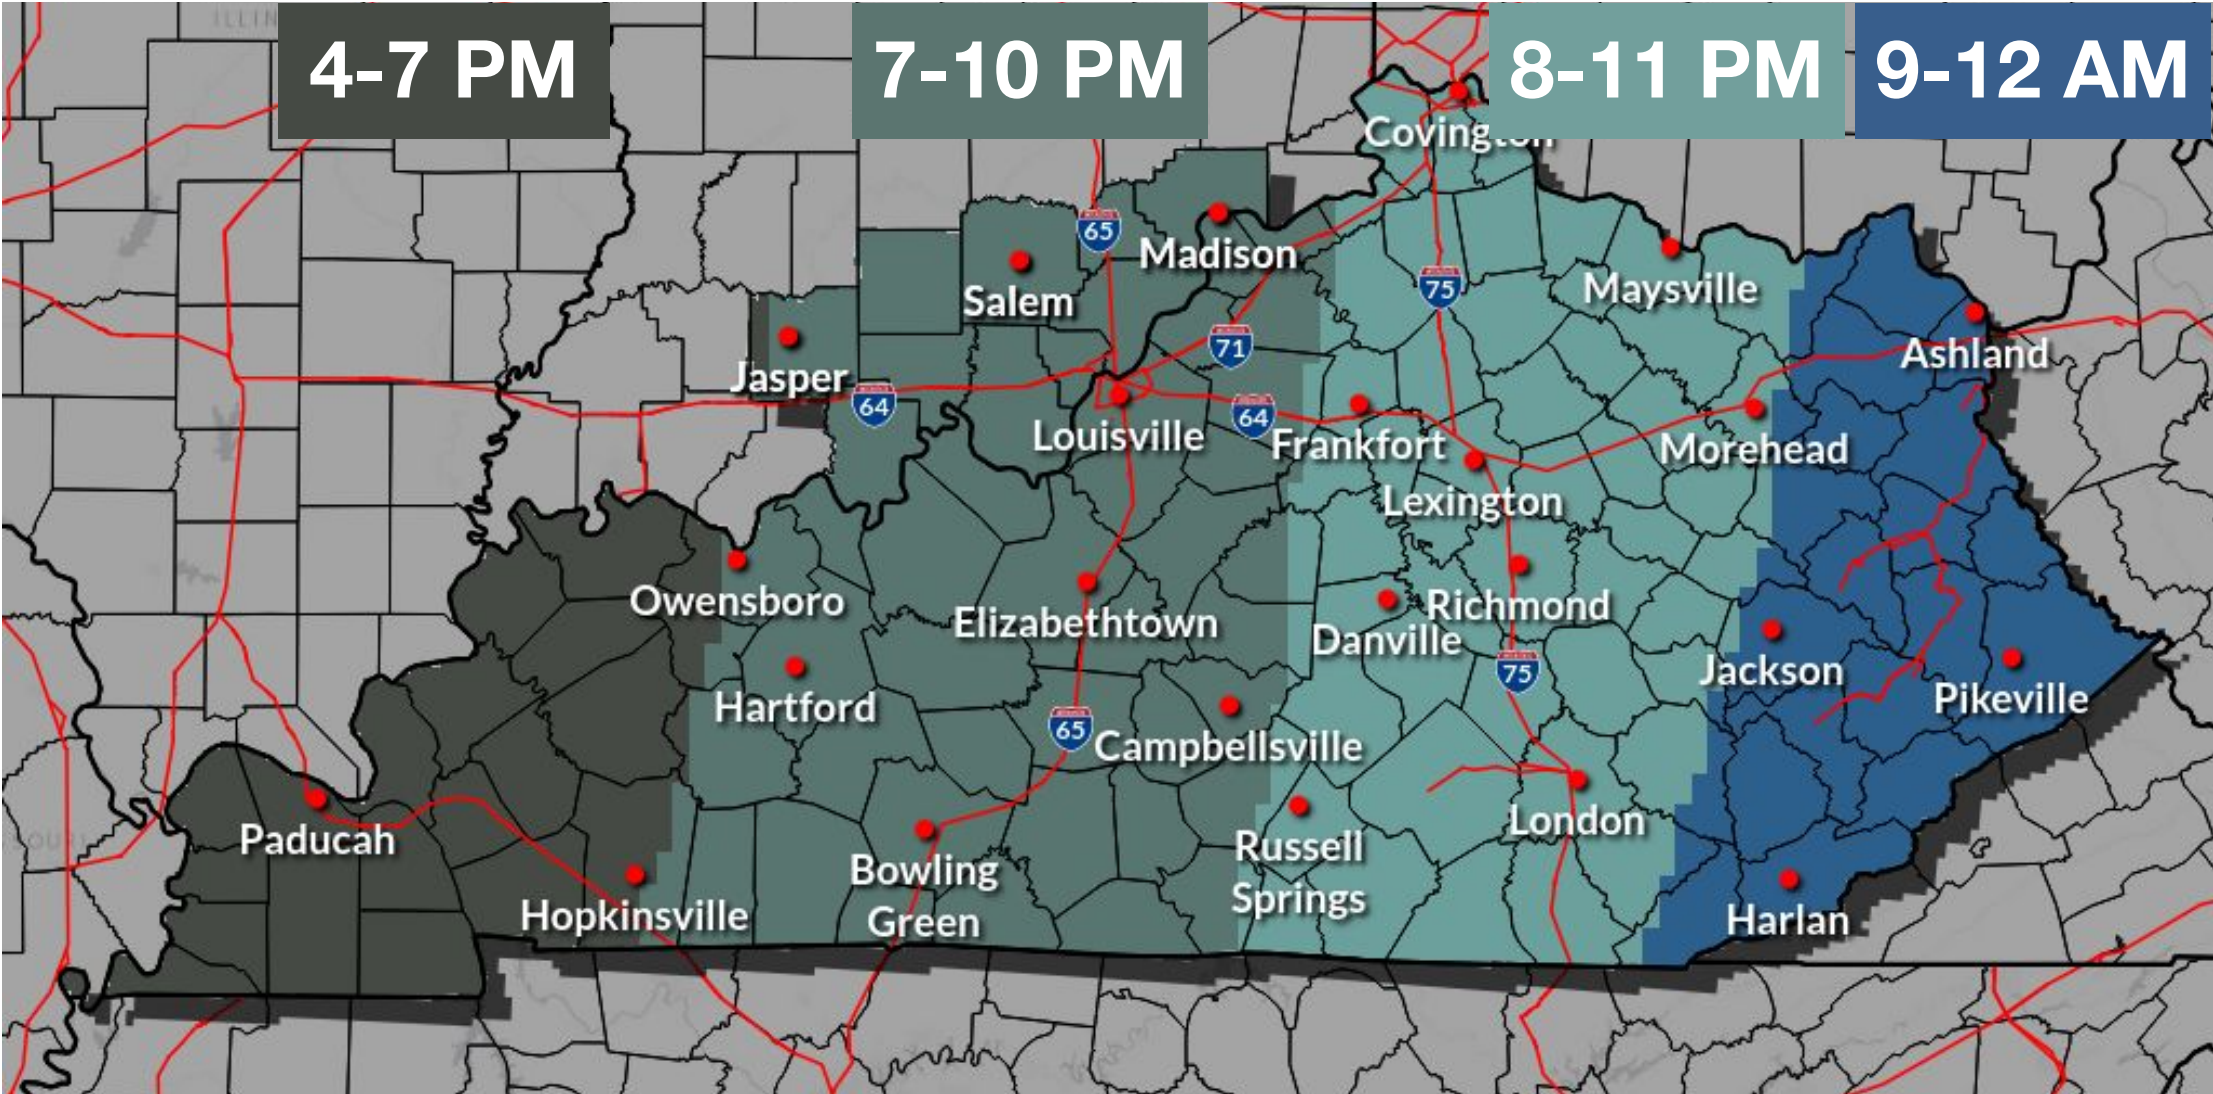 ILLIN
4-7 PM
7-10 PM
8-11 PM
9-12 AM
Covington
65
Madison
Salem
75
Maysville
Jasper
71
Ashland
64
64
Louisville
Frankfort
Morehead
Lexington
Owensboro
Elizabethtown
Richmond
Danville
75
Jackson
Hartford
65
Campbellsville
Pikeville
Paducah
London
Russell
Springs
Bowling
Green
Hopkinsville
Harlan